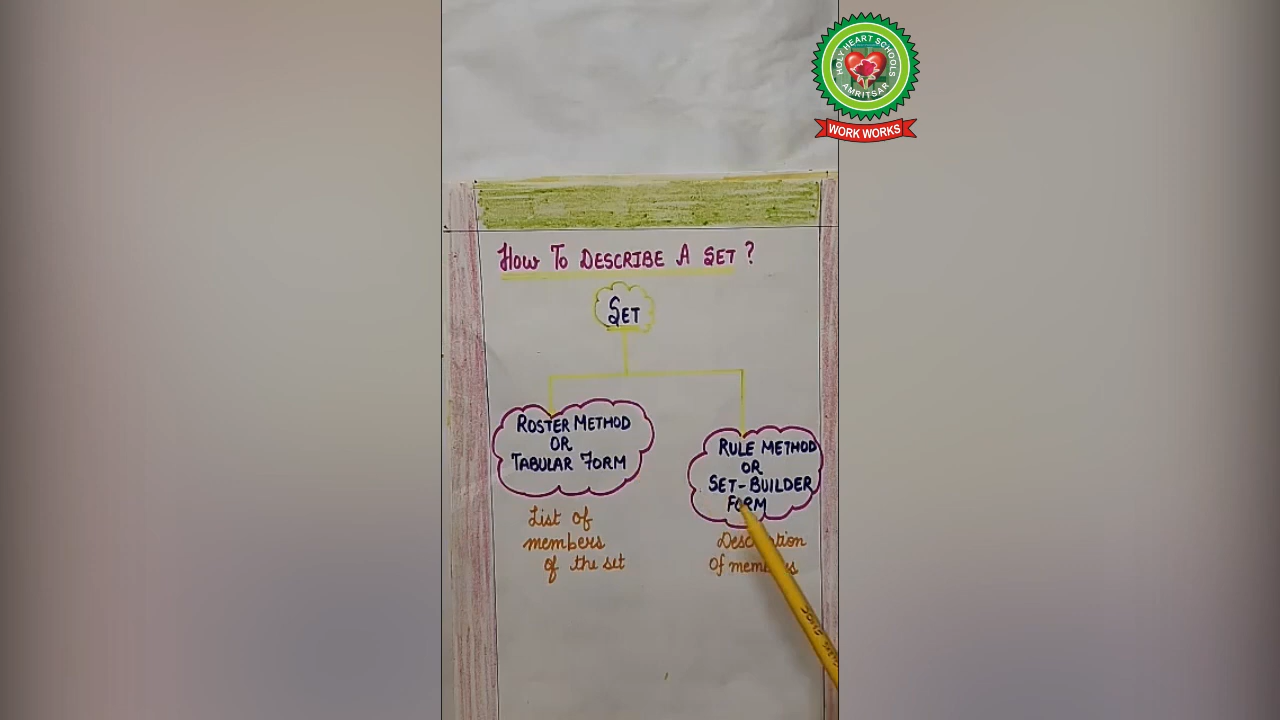 HOLY HEART SCHOOLS
AMRITSAR
WORK WORKS
HOW TO DESCRIBE A SET?
SET
ROSTER METHOD
OR
TABULAR FORM
List of
members
of the set
RULE METHOD
OR
SET-BUILDER
FORM
Of